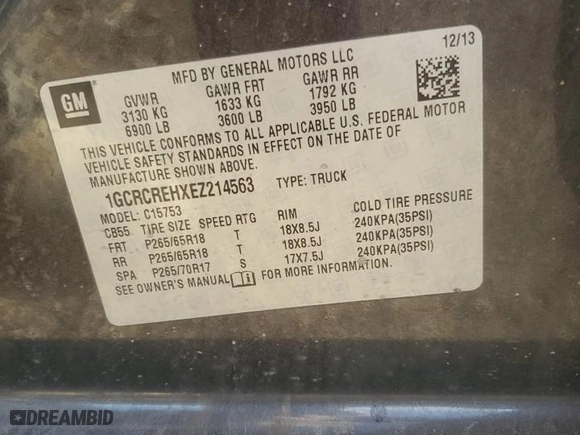 MFD BY GENERAL MOTORS LLC
12/13
GM
GVWR GAWR FRT GAWR RR
3130 KG 1633 KG 1792 KG
6900 LB 3600 LB 3950 LB
THIS VEHICLE CONFORMS TO ALL APPLICABLE U.S. FEDERAL MOTOR
VEHICLE SAFETY STANDARDS IN EFFECT ON THE DATE OF
MANUFACTURE SHOWN ABOVE.
1GCRCREHXEZ214563 TYPE: TRUCK
MODEL: C15753
CB55 TIRE SIZE SPEED RTG RIM COLD TIRE PRESSURE
FRT P265/65R18 T 18X8.5J 240KPA(35PSI)
RR P265/65R18 T 18X8.5J 240KPA(35PSI)
SPA P265/70R17 S 17X7.5J 240KPA(35PSI)
SEE OWNER'S MANUAL FOR MORE INFORMATION.
DREAMBID